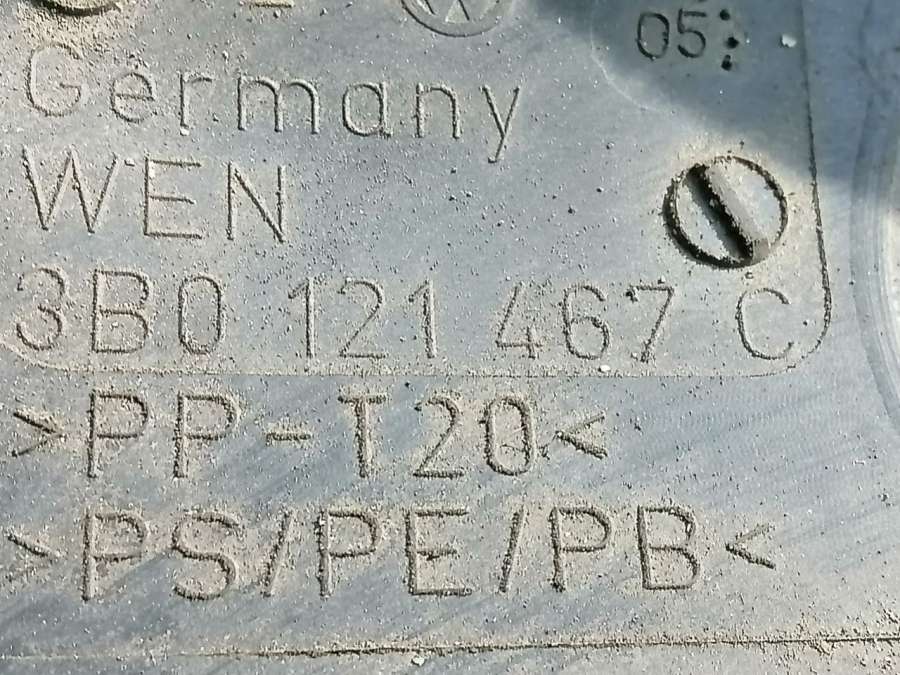 05:
Germany
WEN
3B0 121 467 C
>PP-T20<
>PS/PE/PB<